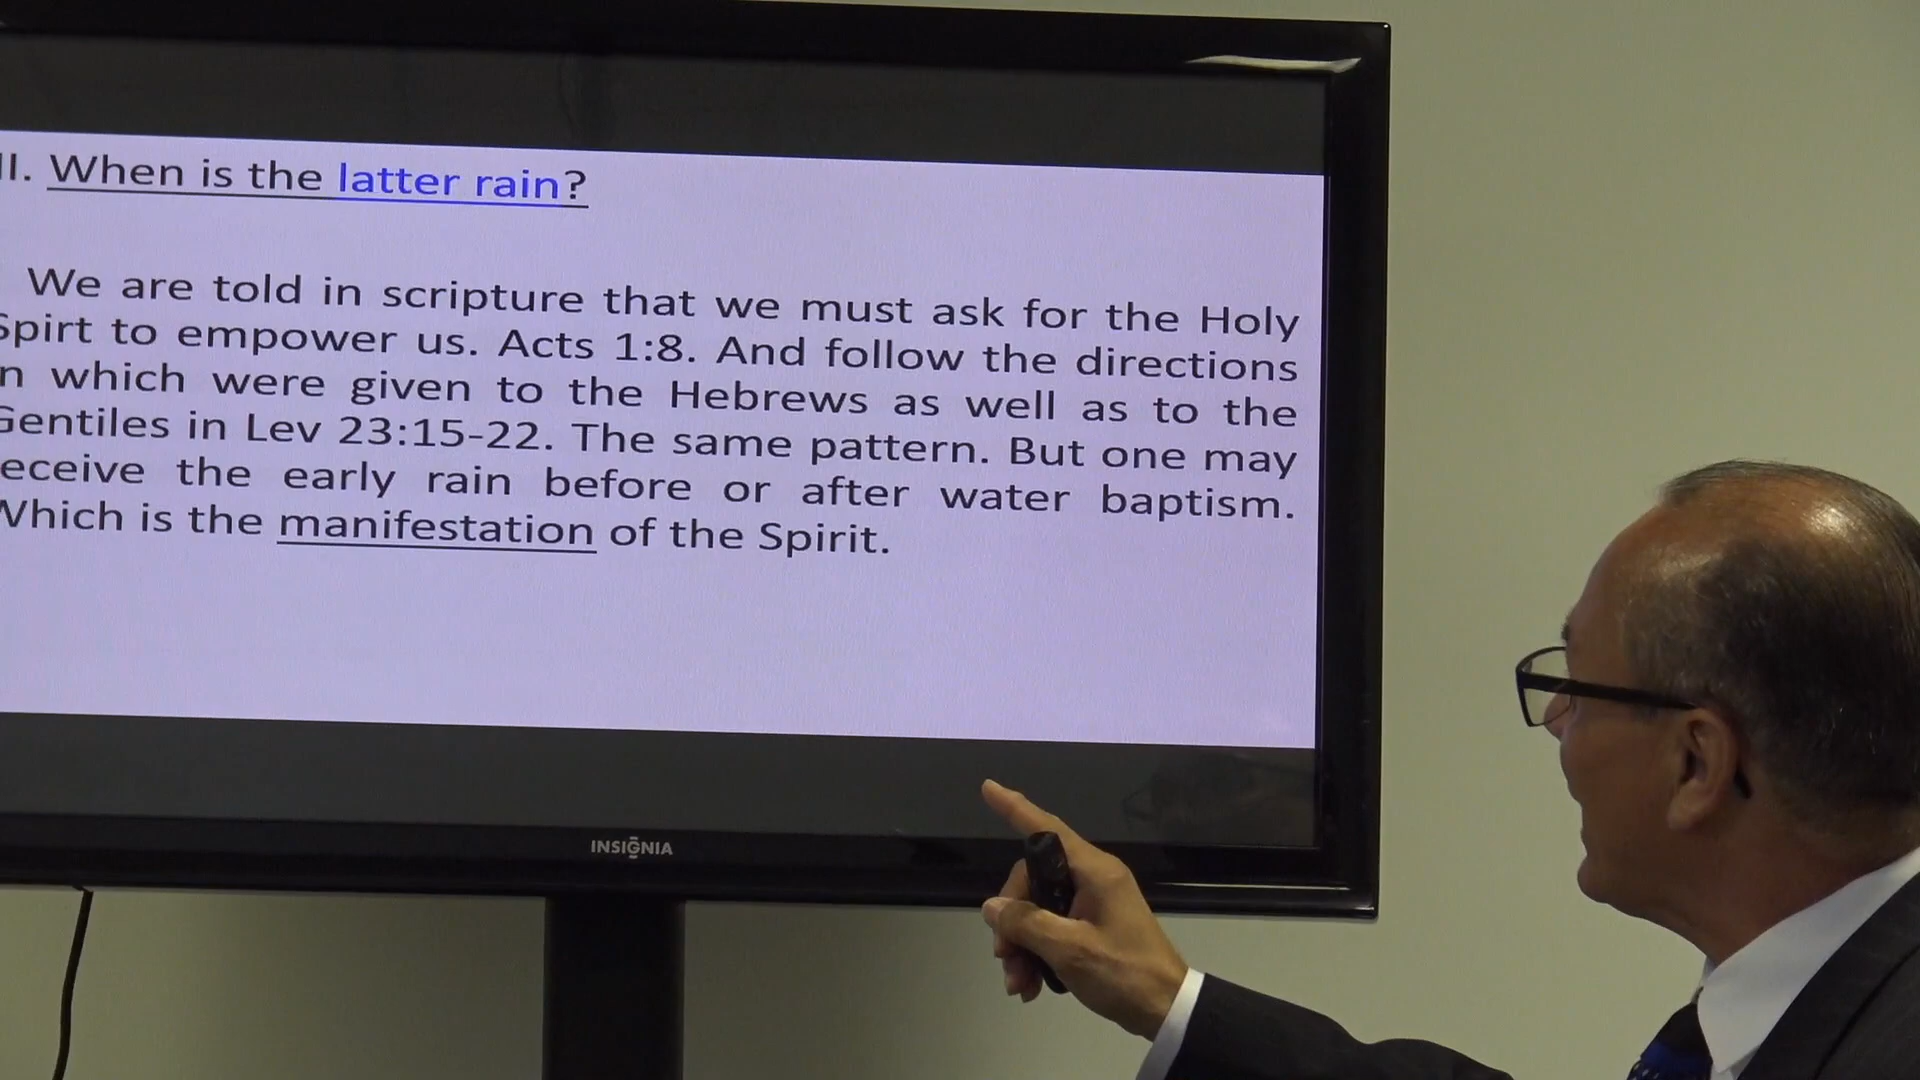 II. When is the latter rain?
We are told in scripture that we must ask for the Holy
Spirt to empower us. Acts 1:8. And follow the directions
n which were given to the Hebrews as well as to the
Gentiles in Lev 23:15-22. The same pattern. But one may
eceive the early rain before or after water baptism.
Which is the manifestation of the Spirit.
INSIGNIA